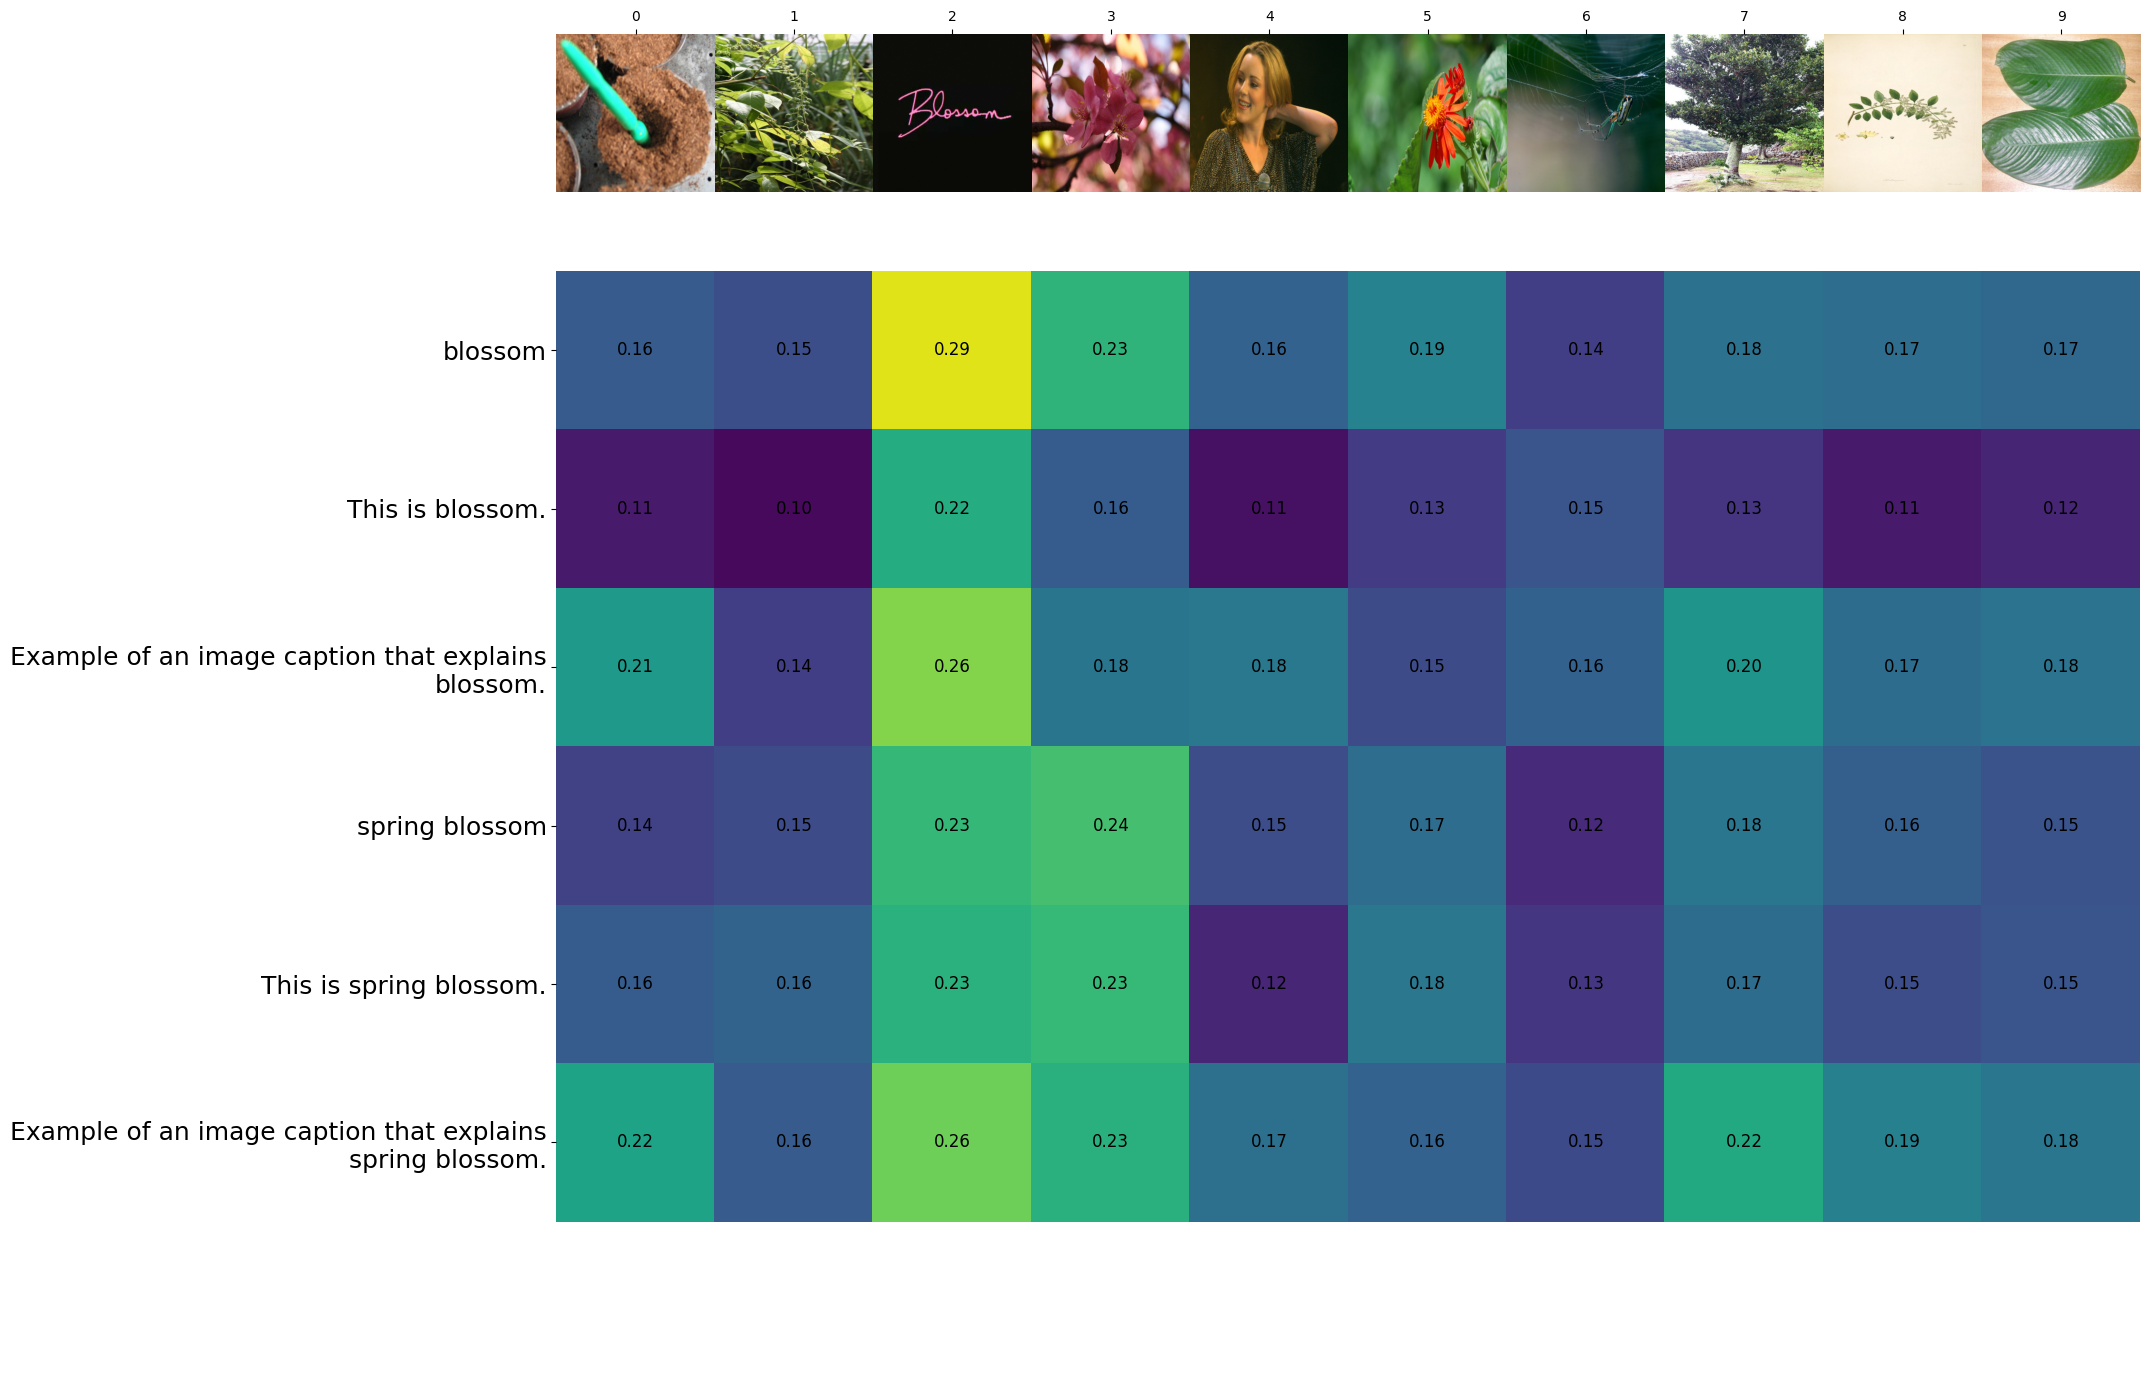 0 1 2 3 4 5 6 7 8 9
Blossom
blossom 0.16 0.15 0.29 0.23 0.16 0.19 0.14 0.18 0.17 0.17
This is blossom. 0.11 0.10 0.22 0.16 0.11 0.13 0.15 0.13 0.11 0.12
Example of an image caption that explains
blossom. 0.21 0.14 0.26 0.18 0.18 0.15 0.16 0.20 0.17 0.18
spring blossom 0.14 0.15 0.23 0.24 0.15 0.17 0.12 0.18 0.16 0.15
This is spring blossom. 0.16 0.16 0.23 0.23 0.12 0.18 0.13 0.17 0.15 0.15
Example of an image caption that explains
spring blossom. 0.22 0.16 0.26 0.23 0.17 0.16 0.15 0.22 0.19 0.18